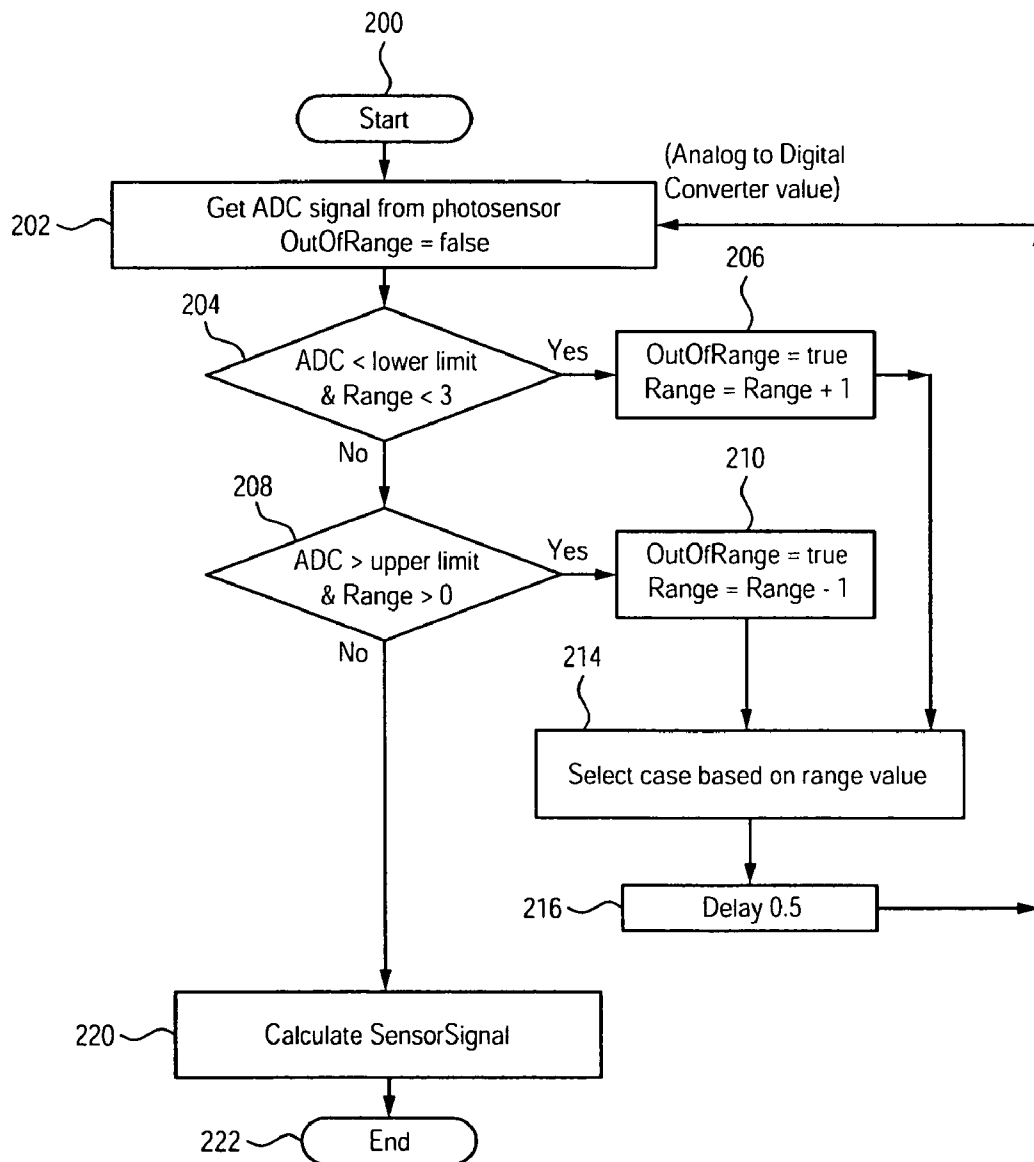 200
Start
(Analog to Digital
Converter value)
202
Get ADC signal from photosensor
OutOfRange = false
204
ADC < lower limit
& Range < 3
Yes
No
206
OutOfRange = true
Range = Range + 1
208
ADC > upper limit
& Range > 0
Yes
No
210
OutOfRange = true
Range = Range - 1
214
Select case based on range value
216
Delay 0.5
220
Calculate SensorSignal
222
End